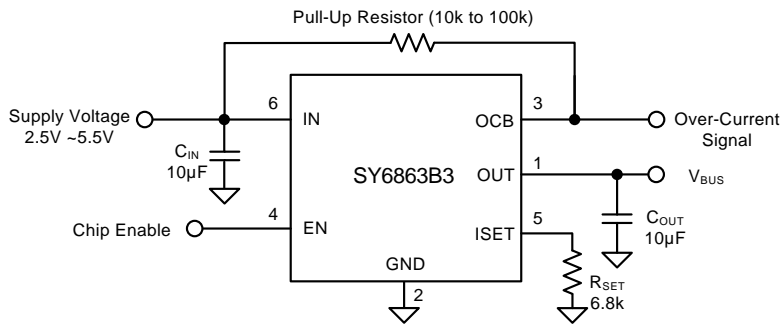 Pull-Up Resistor (10k to 100k)
Supply Voltage
2.5V ~5.5V
6
IN
3
OCB
Over-Current
Signal
CIN
10µF
SY6863B3
1
OUT
VBUS
Chip Enable
4
EN
5
ISET
COUT
10µF
GND
2
RSET
6.8k